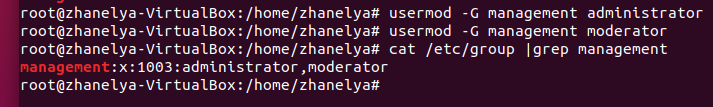 root@zhanelya-VirtualBox:/home/zhanelya# usermod -G management administrator
root@zhanelya-VirtualBox:/home/zhanelya# usermod -G management moderator
root@zhanelya-VirtualBox:/home/zhanelya# cat /etc/group |grep management
management:x:1003:administrator,moderator
root@zhanelya-VirtualBox:/home/zhanelya#